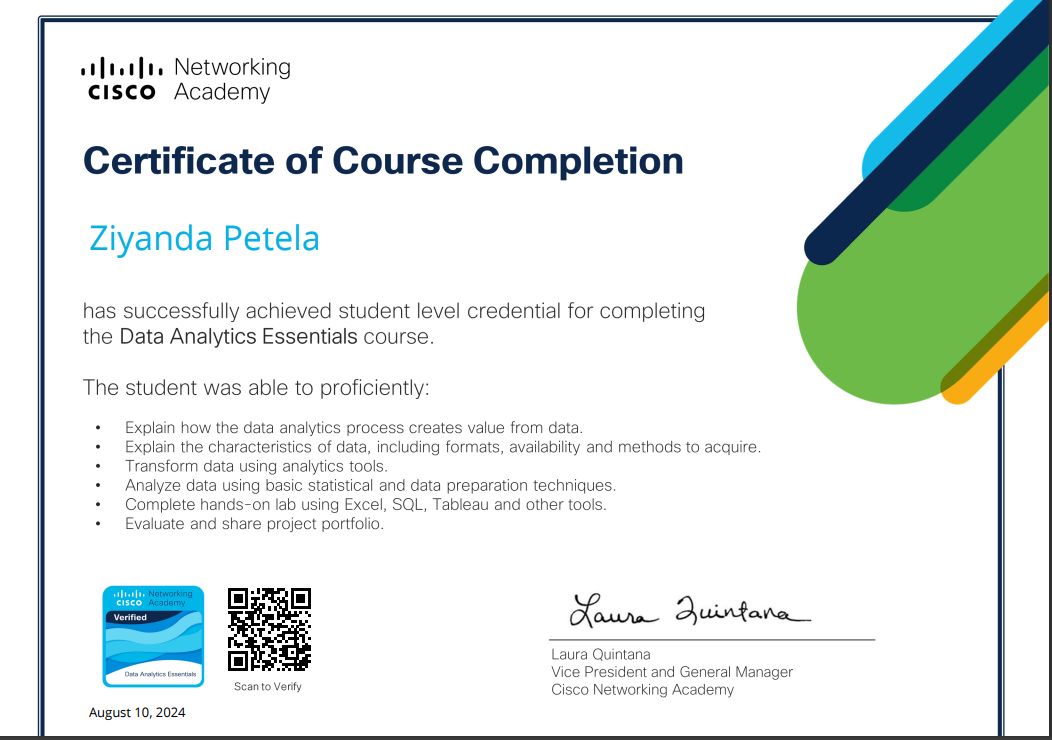 Networking
CISCO Academy
Certificate of Course Completion
Ziyanda Petela
has successfully achieved student level credential for completing
the Data Analytics Essentials course.
The student was able to proficiently:
• Explain how the data analytics process creates value from data.
• Explain the characteristics of data, including formats, availability and methods to acquire.
• Transform data using analytics tools.
• Analyze data using basic statistical and data preparation techniques.
• Complete hands-on lab using Excel, SQL, Tableau and other tools.
• Evaluate and share project portfolio.
Networking
CISCO Academy
Verified
Data Analytics Essentials
Scan to Verify
August 10, 2024
Laura Quintana
Laura Quintana
Vice President and General Manager
Cisco Networking Academy